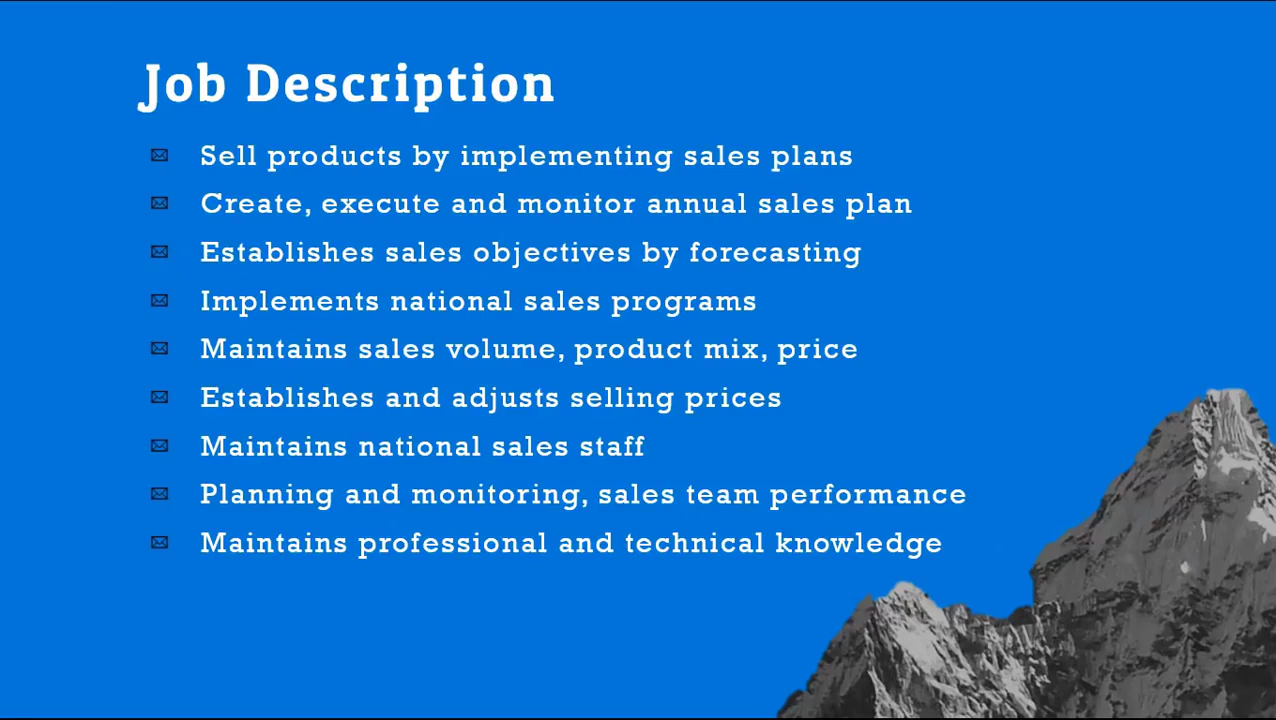 Job Description
Sell products by implementing sales plans
Create, execute and monitor annual sales plan
Establishes sales objectives by forecasting
Implements national sales programs
Maintains sales volume, product mix, price
Establishes and adjusts selling prices
Maintains national sales staff
Planning and monitoring, sales team performance
Maintains professional and technical knowledge